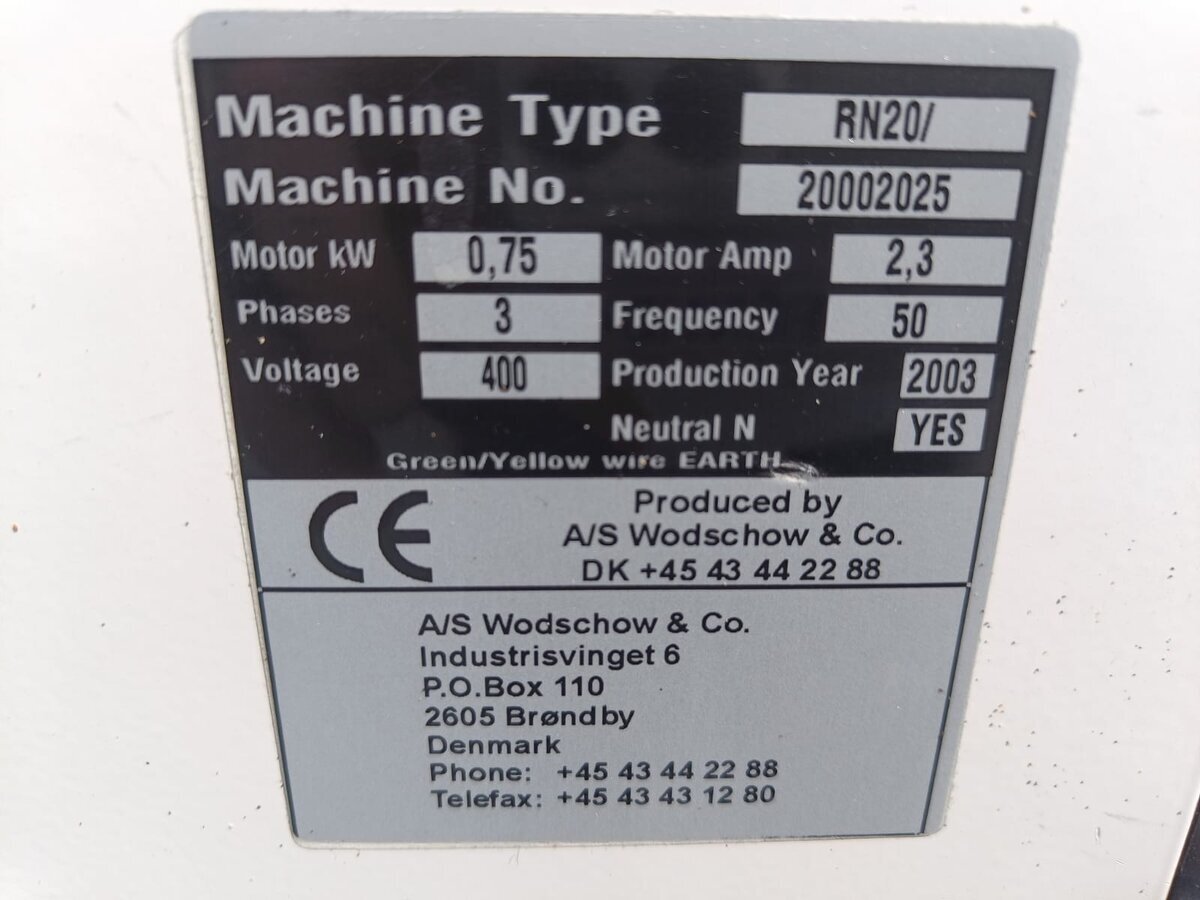 Machine Type RN20/
Machine No. 20002025
Motor kW 0,75 Motor Amp 2,3
Phases 3 Frequency 50
Voltage 400 Production Year 2003
Neutral N YES
Green/Yellow wire EARTH
CE
Produced by
A/S Wodschow & Co.
DK +45 43 44 22 88
A/S Wodschow & Co.
Industrisvinget 6
P.O.Box 110
2605 Brøndby
Denmark
Phone: +45 43 44 22 88
Telefax: +45 43 43 12 80